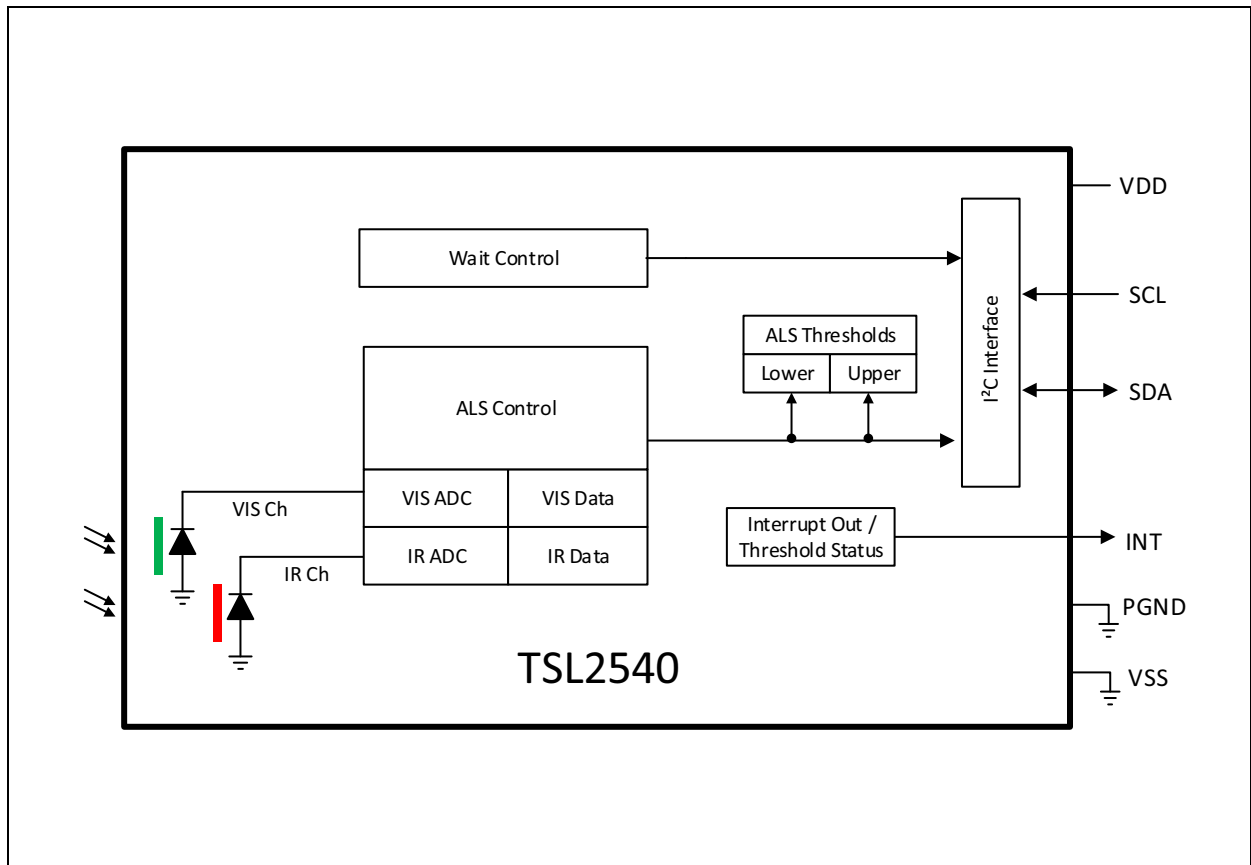 VDD
Wait Control
SCL
ALS Thresholds
Lower
Upper
I²C Interface
SDA
ALS Control
VIS Ch
VIS ADC
VIS Data
Interrupt Out /
Threshold Status
INT
IR Ch
IR ADC
IR Data
PGND
TSL2540
VSS